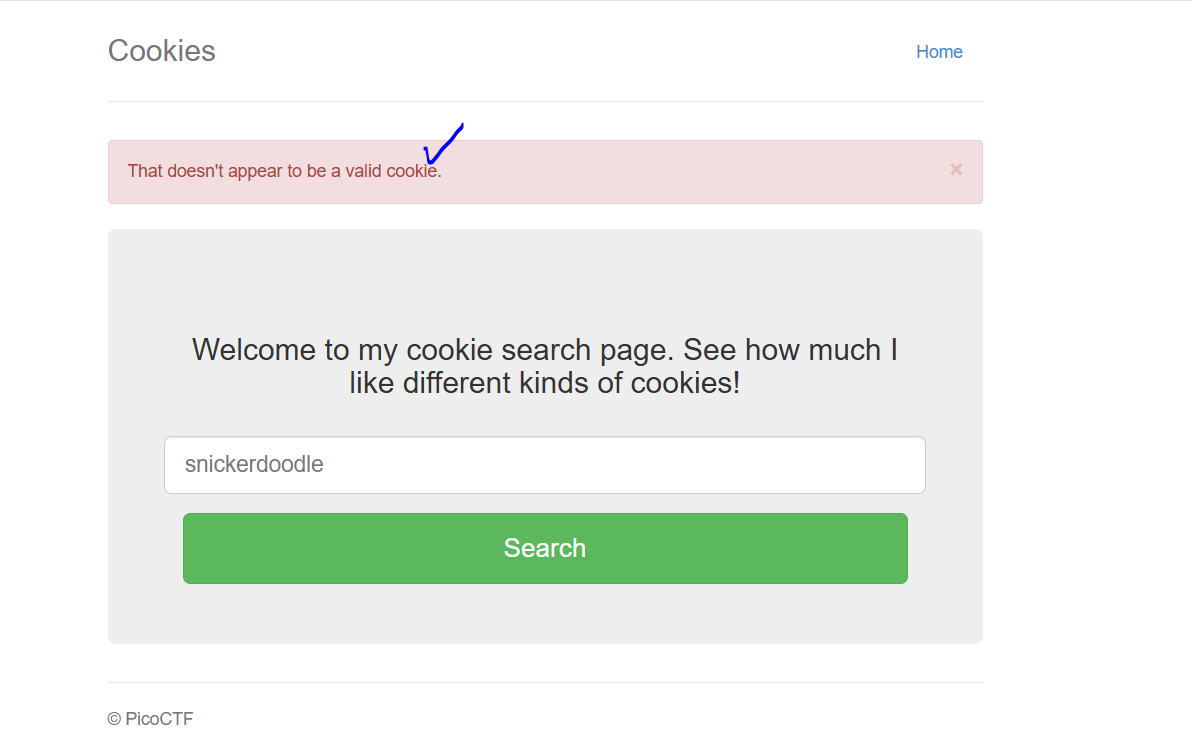 Cookies
Home
That doesn't appear to be a valid cookie.
×
Welcome to my cookie search page. See how much I
like different kinds of cookies!
snickerdoodle
Search
© PicoCTF